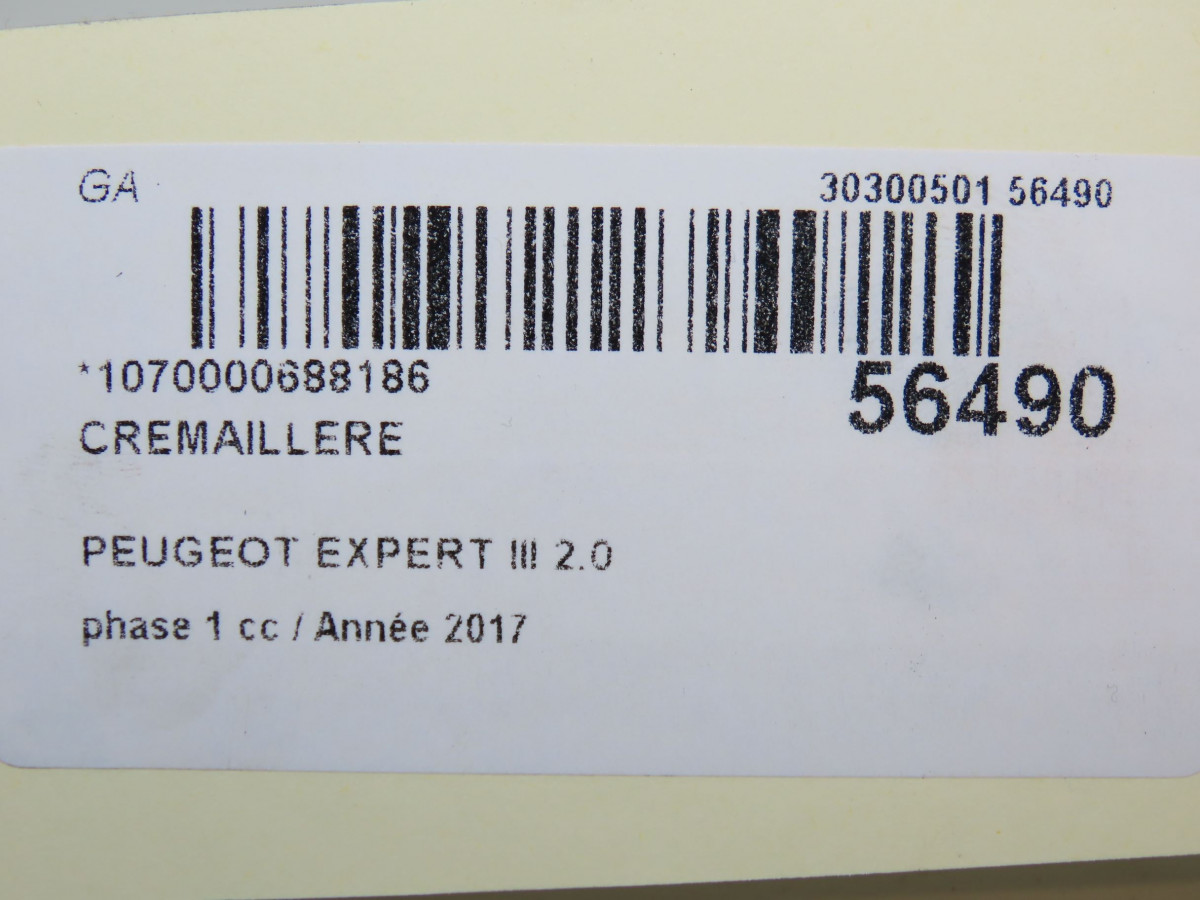 GA 30300501 56490
*1070000688186
56490
CREMAILLERE
PEUGEOT EXPERT III 2.0
phase 1 cc / Année 2017